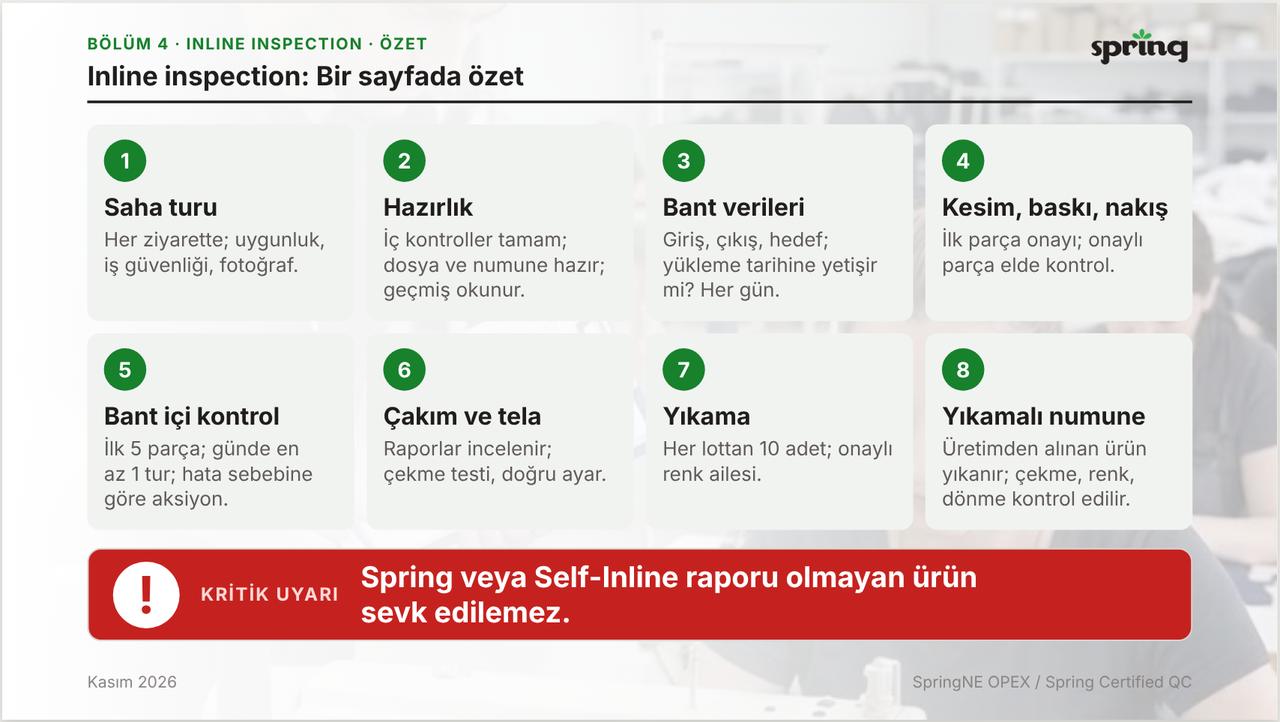 BÖLÜM 4 · INLINE INSPECTION · ÖZET
spring
Inline inspection: Bir sayfada özet
1
Saha turu
Her ziyarette; uygunluk,
iş güvenliği, fotoğraf.
2
Hazırlık
İç kontroller tamam;
dosya ve numune hazır;
geçmiş okunur.
3
Bant verileri
Giriş, çıkış, hedef;
yükleme tarihine yetişir
mi? Her gün.
4
Kesim, baskı, nakış
İlk parça onayı; onaylı
parça elde kontrol.
5
Bant içi kontrol
İlk 5 parça; günde en
az 1 tur; hata sebebine
göre aksiyon.
6
Çakım ve tela
Raporlar incelenir;
çekme testi, doğru ayar.
7
Yıkama
Her lottan 10 adet; onaylı
renk ailesi.
8
Yıkamalı numune
Üretimden alınan ürün
yıkanır; çekme, renk,
dönme kontrol edilir.
!
KRİTİK UYARI
Spring veya Self-Inline raporu olmayan ürün
sevk edilemez.
Kasım 2026
SpringNE OPEX / Spring Certified QC